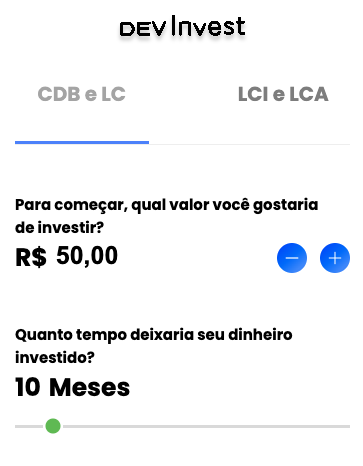 DEVInvest
CDB e LC
LCI e LCA
Para começar, qual valor você gostaria
de investir?
R$ 50,00
Quanto tempo deixaria seu dinheiro
investido?
10 Meses